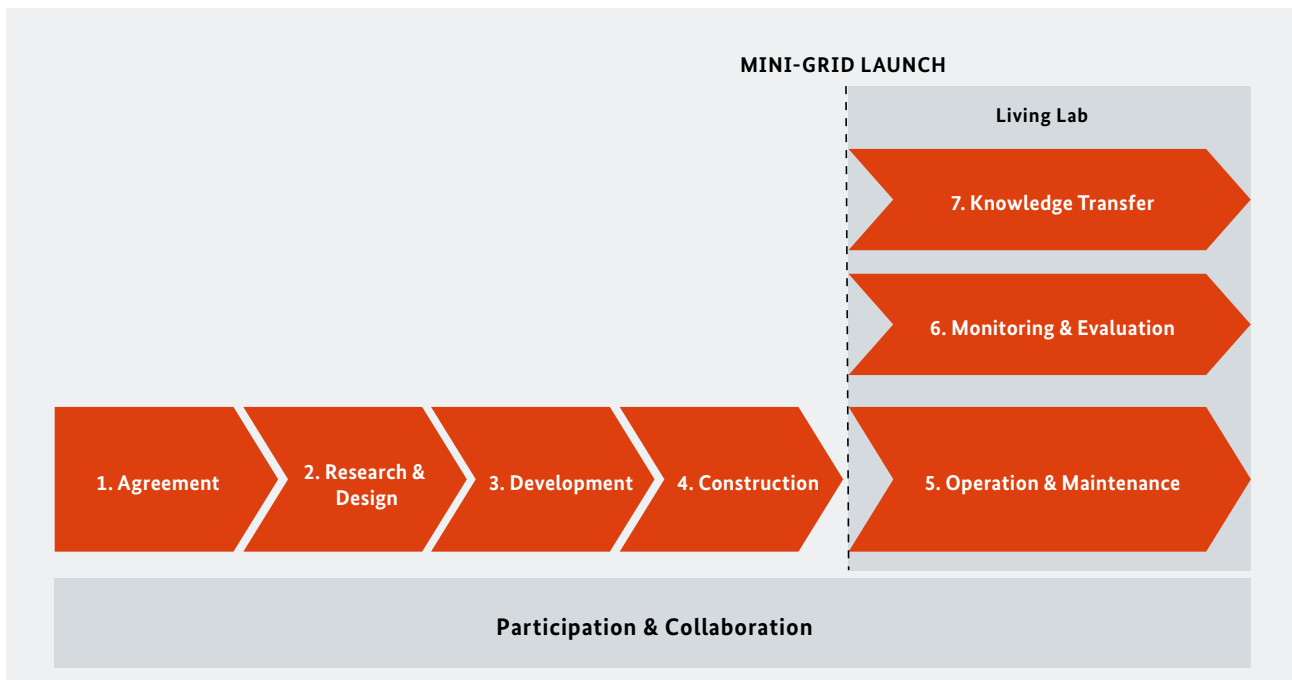 MINI-GRID LAUNCH
Living Lab
7. Knowledge Transfer
6. Monitoring & Evaluation
1. Agreement
2. Research &
Design
3. Development
4. Construction
5. Operation & Maintenance
Participation & Collaboration